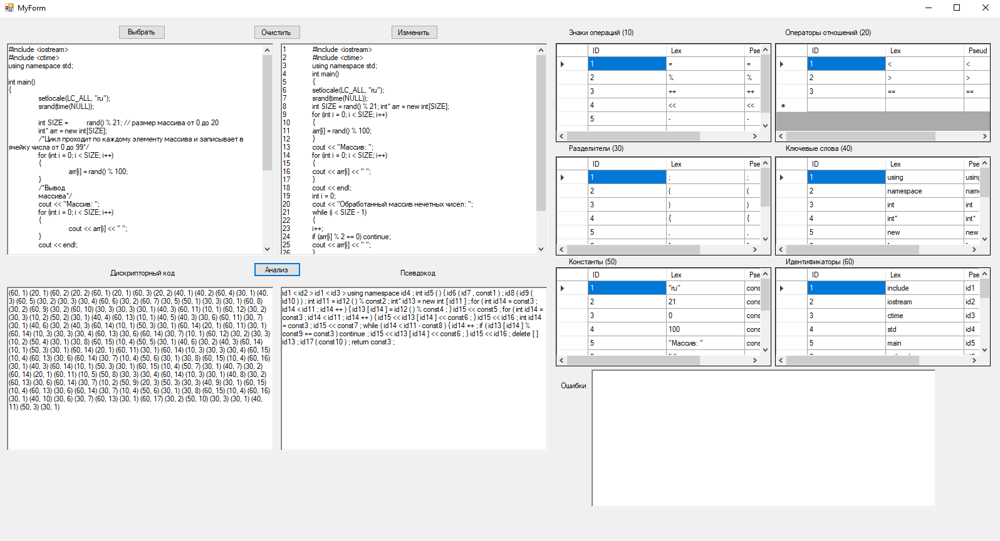 MyForm
Выбрать
Очистить
Изменить
#include <iostream>
#include <ctime>
using namespace std;
int main()
{
setlocale(LC_ALL, "ru");
srand(time(NULL));
int SIZE = rand() % 21; // размер массива от 0 до 20
int* arr = new int[SIZE];
/*Цикл проходит по каждому элементу массива и записывает в
ячейку числа от 0 до 99*/
for (int i = 0; i < SIZE; i++)
{
arr[i] = rand() % 100;
}
/*Вывод
массива*/
cout << "Массив: ";
for (int i = 0; i < SIZE; i++)
{
cout << arr[i] << " ";
}
cout << endl;
1 #include <iostream>
2 #include <ctime>
3 using namespace std;
4 int main()
5 {
6 setlocale(LC_ALL, "ru");
7 srand(time(NULL));
8 int SIZE = rand() % 21; int* arr = new int[SIZE];
9 for (int i = 0; i < SIZE; i++)
10 {
11 arr[i] = rand() % 100;
12 }
13 cout << "Массив: ";
14 for (int i = 0; i < SIZE; i++)
15 {
16 cout << arr[i] << " ";
17 }
18 cout << endl;
19 int i = 0;
20 cout << "Обработанный массив нечетных чисел: ";
21 while (i < SIZE - 1)
22 {
23 i++;
24 if (arr[i] % 2 == 0) continue;
25 cout << arr[i] << " ";
26 }
Знаки операций (10)
ID Lex Pse
1 = =
2 % %
3 ++ ++
4 << <<
5 - -
Операторы отношений (20)
ID Lex Pseud
1 < <
2 > >
3 == ==
Разделители (30)
ID Lex Pse
1 ; ;
2 ( (
3 ) )
4 { {
5 , ,
Ключевые слова (40)
ID Lex Pse
1 using using
2 namespace nam
3 int int
4 int* int*
5 new new
Константы (50)
ID Lex Pse
1 "ru" cons
2 21 cons
3 0 cons
4 100 cons
5 "Массив: " cons
Идентификаторы (60)
ID Lex Pse
1 include id1
2 iostream id2
3 ctime id3
4 std id4
5 main id5
Дискрипторный код
Анализ
Псевдокод
(60, 1) (20, 1) (60, 2) (20, 2) (60, 1) (20, 1) (60, 3) (20, 2) (40, 1) (40, 2) (60, 4) (30, 1) (40,
3) (60, 5) (30, 2) (30, 3) (30, 4) (60, 6) (30, 2) (60, 7) (30, 5) (50, 1) (30, 3) (30, 1) (60, 8)
(30, 2) (60, 9) (30, 2) (60, 10) (30, 3) (30, 3) (30, 1) (40, 3) (60, 11) (10, 1) (60, 12) (30, 2)
(30, 3) (10, 2) (50, 2) (30, 1) (40, 4) (60, 13) (10, 1) (40, 5) (40, 3) (30, 6) (60, 11) (30, 7)
(30, 1) (40, 6) (30, 2) (40, 3) (60, 14) (10, 1) (50, 3) (30, 1) (60, 14) (20, 1) (60, 11) (30, 1)
(60, 14) (10, 3) (30, 3) (30, 4) (60, 13) (30, 6) (60, 14) (30, 7) (10, 1) (60, 12) (30, 2) (30, 3)
(10, 2) (50, 4) (30, 1) (30, 8) (60, 15) (10, 4) (50, 5) (30, 1) (40, 6) (30, 2) (40, 3) (60, 14)
(10, 1) (50, 3) (30, 1) (60, 14) (20, 1) (60, 11) (30, 1) (60, 14) (10, 3) (30, 3) (30, 4) (60, 15)
(10, 4) (60, 13) (30, 6) (60, 14) (30, 7) (10, 4) (50, 6) (30, 1) (30, 8) (60, 15) (10, 4) (60, 16)
(30, 1) (40, 3) (60, 14) (10, 1) (50, 3) (30, 1) (60, 15) (10, 4) (50, 7) (30, 1) (40, 7) (30, 2)
(60, 14) (20, 1) (60, 11) (10, 5) (50, 8) (30, 3) (30, 4) (60, 14) (10, 3) (30, 1) (40, 8) (30, 2)
(60, 13) (30, 6) (60, 14) (30, 7) (10, 2) (50, 9) (20, 3) (50, 3) (30, 3) (40, 9) (30, 1) (60, 15)
(10, 4) (60, 13) (30, 6) (60, 14) (30, 7) (10, 4) (50, 6) (30, 1) (30, 8) (60, 15) (10, 4) (60, 16)
(30, 1) (40, 10) (30, 6) (30, 7) (60, 13) (30, 1) (60, 17) (30, 2) (50, 10) (30, 3) (30, 1) (40,
11) (50, 3) (30, 1)
id1 < id2 > id1 < id3 > using namespace id4 ; int id5 ( ) { id6 ( id7 , const1 ) ; id8 ( id9 (
id10 ) ) ; int id11 = id12 ( ) % const2 ; int* id13 = new int [ id11 ] ; for ( int id14 = const3 ;
id14 < id11 ; id14 ++ ) { id13 [ id14 ] = id12 ( ) % const4 ; } id15 << const5 ; for ( int id14 =
const3 ; id14 < id11 ; id14 ++ ) { id15 << id13 [ id14 ] << const6 ; } id15 << id16 ; int id14
= const3 ; id15 << const7 ; while ( id14 < id11 - const8 ) { id14 ++ ; if ( id13 [ id14 ] %
const9 == const3 ) continue ; id15 << id13 [ id14 ] << const6 ; } id15 << id16 ; delete [ ]
id13 ; id17 ( const10 ) ; return const3 ;
Ошибки